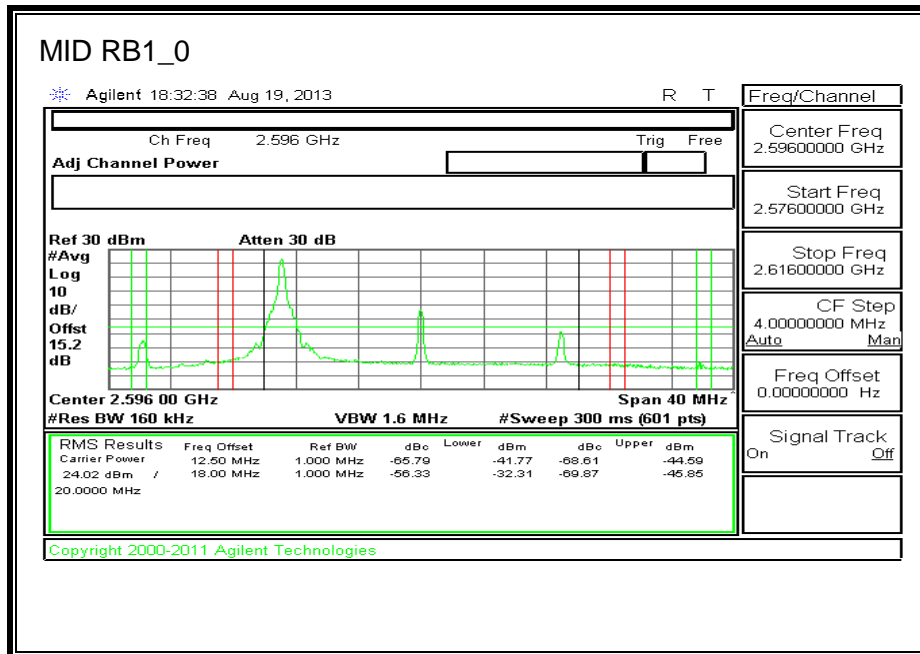 MID RB1_0
Agilent 18:32:38 Aug 19, 2013 R T
Freq/Channel
Ch Freq 2.596 GHz Trig Free
Adj Channel Power
Center Freq
2.59600000 GHz
Start Freq
2.57600000 GHz
Stop Freq
2.61600000 GHz
CF Step
4.00000000 MHz
Auto Man
Freq Offset
0.00000000 Hz
Signal Track
On Off
Ref 30 dBm Atten 30 dB
#Avg
Log
10
dB/
Offst
15.2
dB
Center 2.596 00 GHz Span 40 MHz
#Res BW 160 kHz VBW 1.6 MHz #Sweep 300 ms (601 pts)
RMS Results Freq Offset Ref BW dBc Lower dBm dBc Upper dBm
Carrier Power 12.50 MHz 1.000 MHz -65.79 -41.77 -68.61 -44.59
24.02 dBm / 18.00 MHz 1.000 MHz -56.33 -32.31 -69.87 -45.85
20.0000 MHz
Copyright 2000-2011 Agilent Technologies